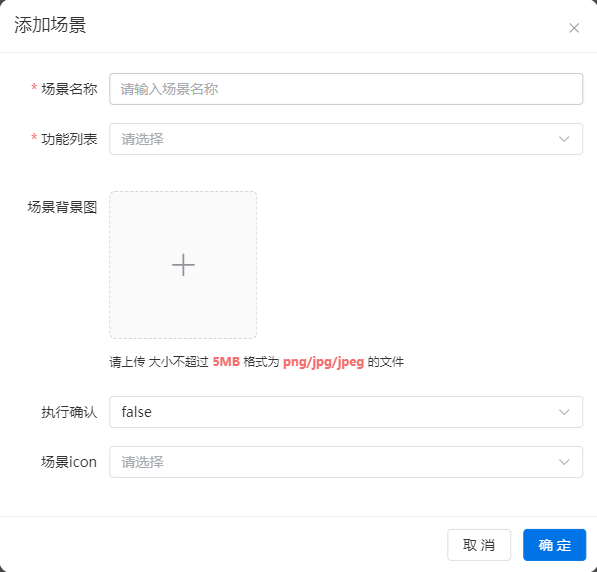 添加场景
* 场景名称 请输入场景名称
* 功能列表 请选择
场景背景图
请上传 大小不超过 5MB 格式为 png/jpg/jpeg 的文件
执行确认 false
场景icon 请选择
取消 确定